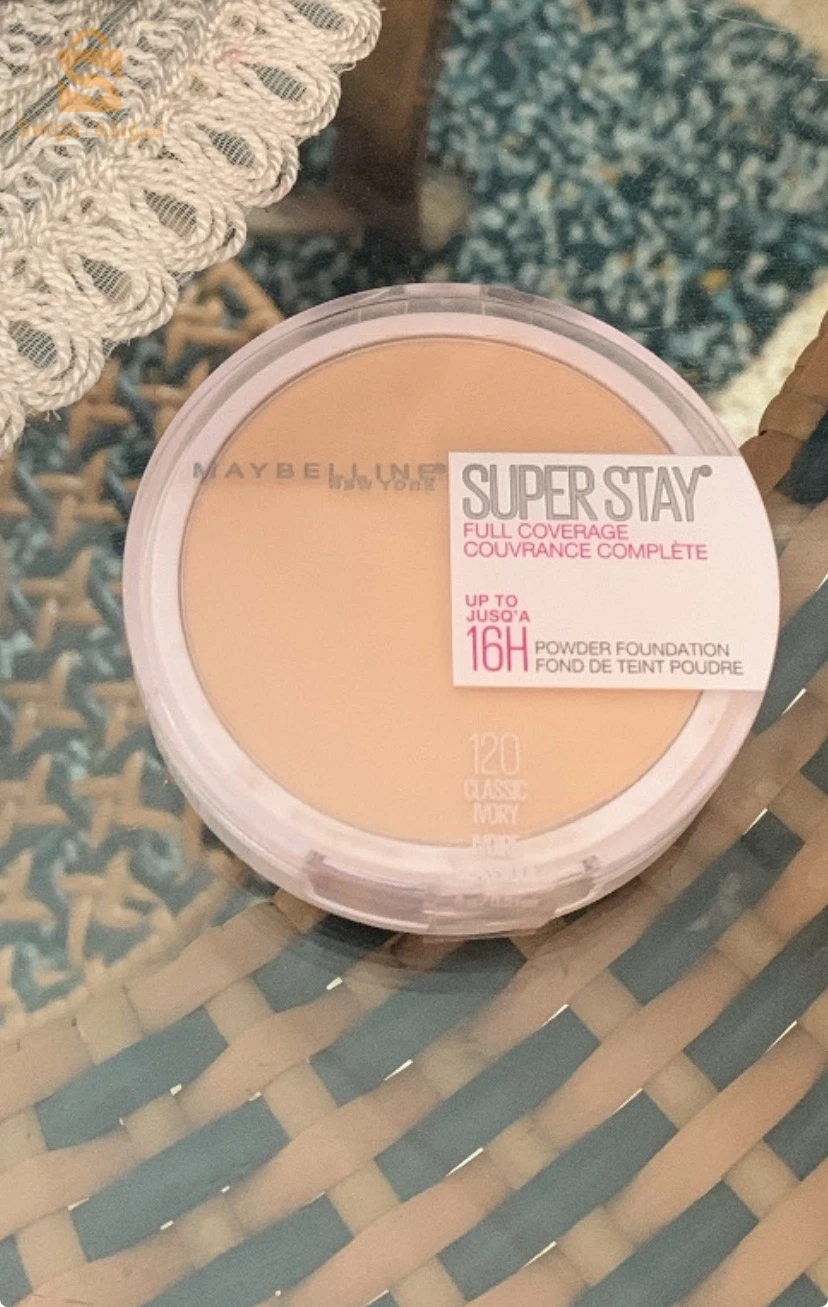 MAYBELLINE®
NEW YORK
SUPER STAY®
FULL COVERAGE
COUVRANCE COMPLÈTE
UP TO
JUSQ'A
16H POWDER FOUNDATION
FOND DE TEINT POUDRE
120
CLASSIC
IVORY
IVOIRE